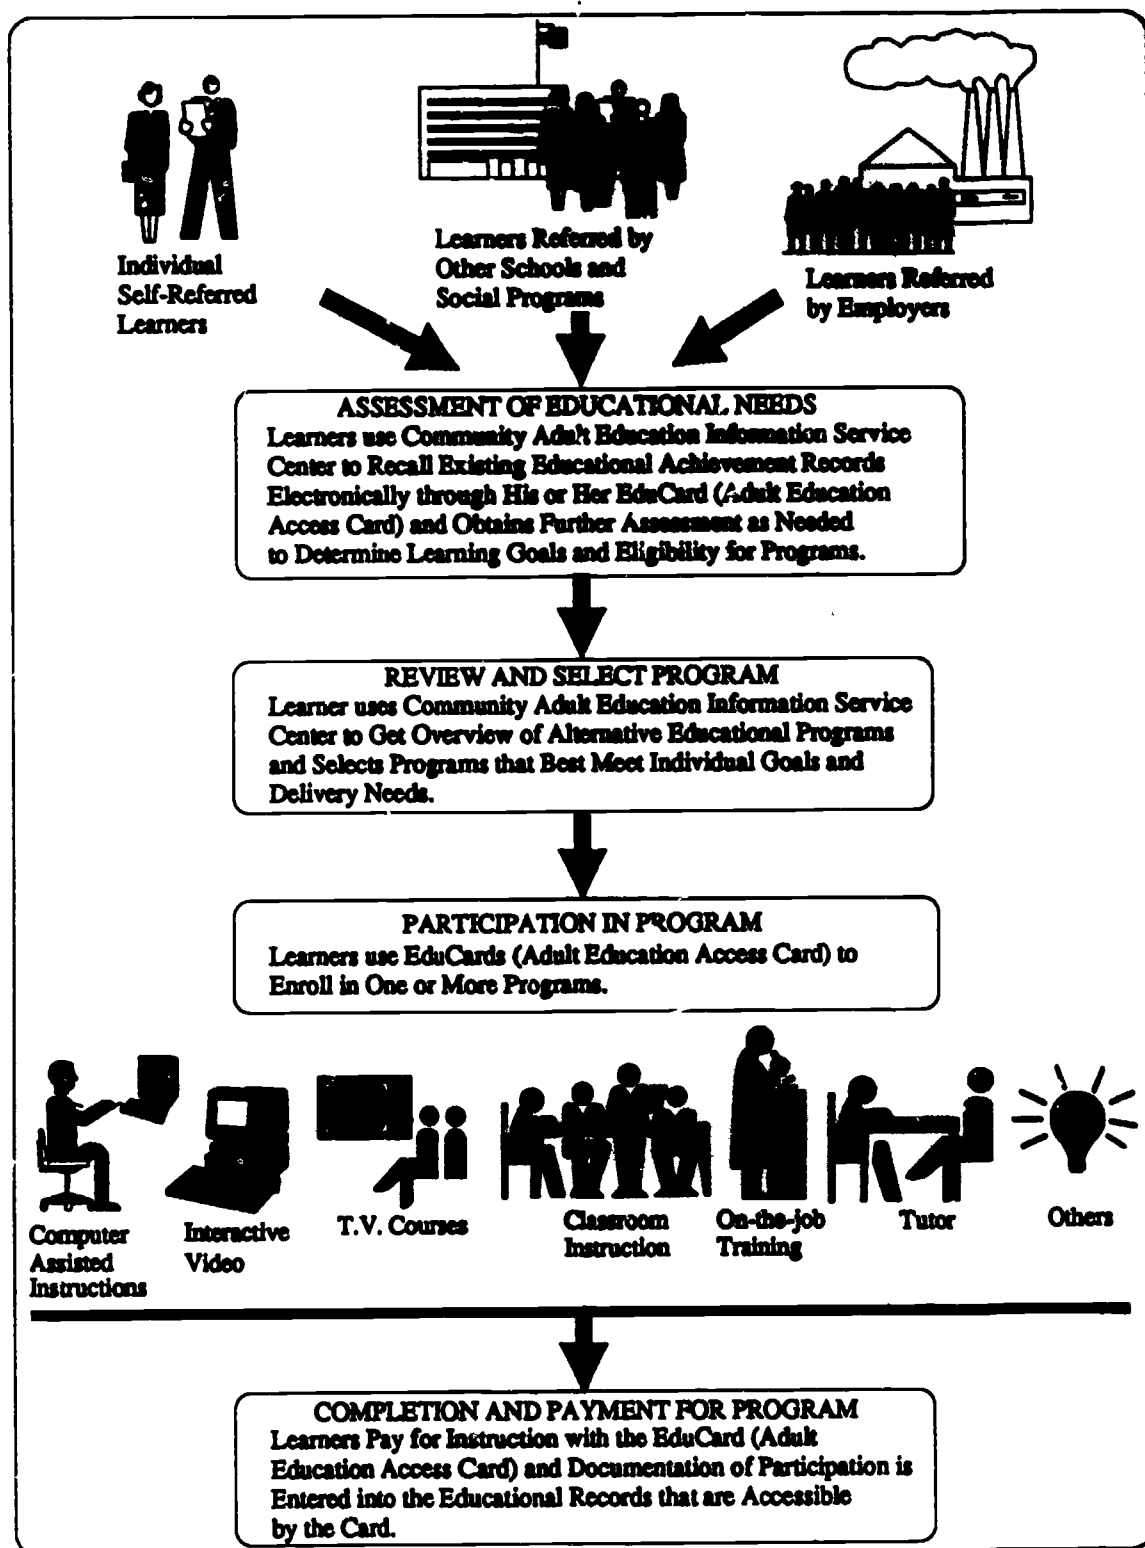 Individual
Self-Referred
Learners
Learners Referred by
Other Schools and
Social Programs
Learners Referred
by Employers
ASSESSMENT OF EDUCATIONAL NEEDS
Learners use Community Adult Education Information Service
Center to Recall Existing Educational Achievement Records
Electronically through His or Her EduCard (Adult Education
Access Card) and Obtains Further Assessment as Needed
to Determine Learning Goals and Eligibility for Programs.
REVIEW AND SELECT PROGRAM
Learner uses Community Adult Education Information Service
Center to Get Overview of Alternative Educational Programs
and Selects Programs that Best Meet Individual Goals and
Delivery Needs.
PARTICIPATION IN PROGRAM
Learners use EduCards (Adult Education Access Card) to
Enroll in One or More Programs.
Computer
Assisted
Instructions
Interactive
Video
T.V. Courses
Classroom
Instruction
On-the-job
Training
Tutor
Others
COMPLETION AND PAYMENT FOR PROGRAM
Learners Pay for Instruction with the EduCard (Adult
Education Access Card) and Documentation of Participation is
Entered into the Educational Records that are Accessible
by the Card.